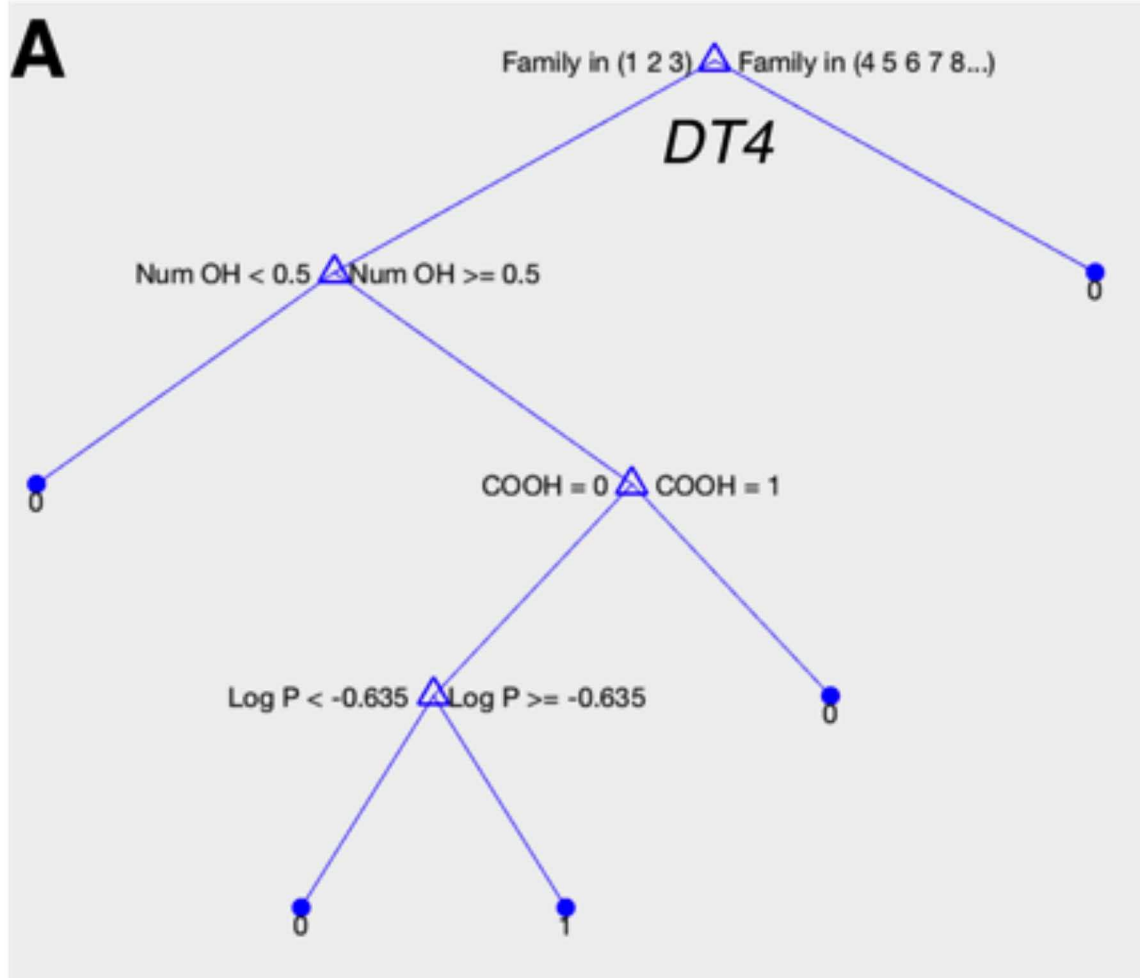 A
Family in (1 2 3) Family in (4 5 6 7 8...)
DT4
Num OH < 0.5 Num OH >= 0.5
0
0
COOH = 0 COOH = 1
Log P < -0.635 Log P >= -0.635
0
0
1